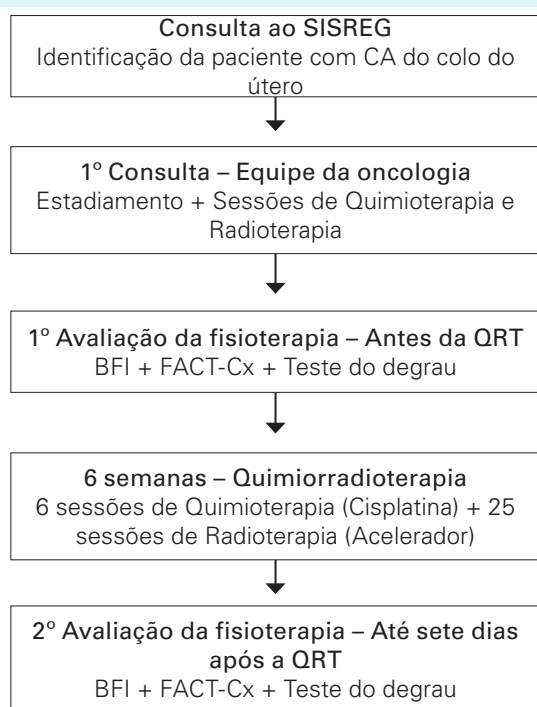 Consulta ao SISREG
Identificação da paciente com CA do colo do
útero
1º Consulta – Equipe da oncologia
Estadiamento + Sessões de Quimioterapia e
Radioterapia
1º Avaliação da fisioterapia – Antes da QRT
BFI + FACT-Cx + Teste do degrau
6 semanas – Quimiorradioterapia
6 sessões de Quimioterapia (Cisplatina) + 25
sessões de Radioterapia (Acelerador)
2º Avaliação da fisioterapia – Até sete dias
após a QRT
BFI + FACT-Cx + Teste do degrau